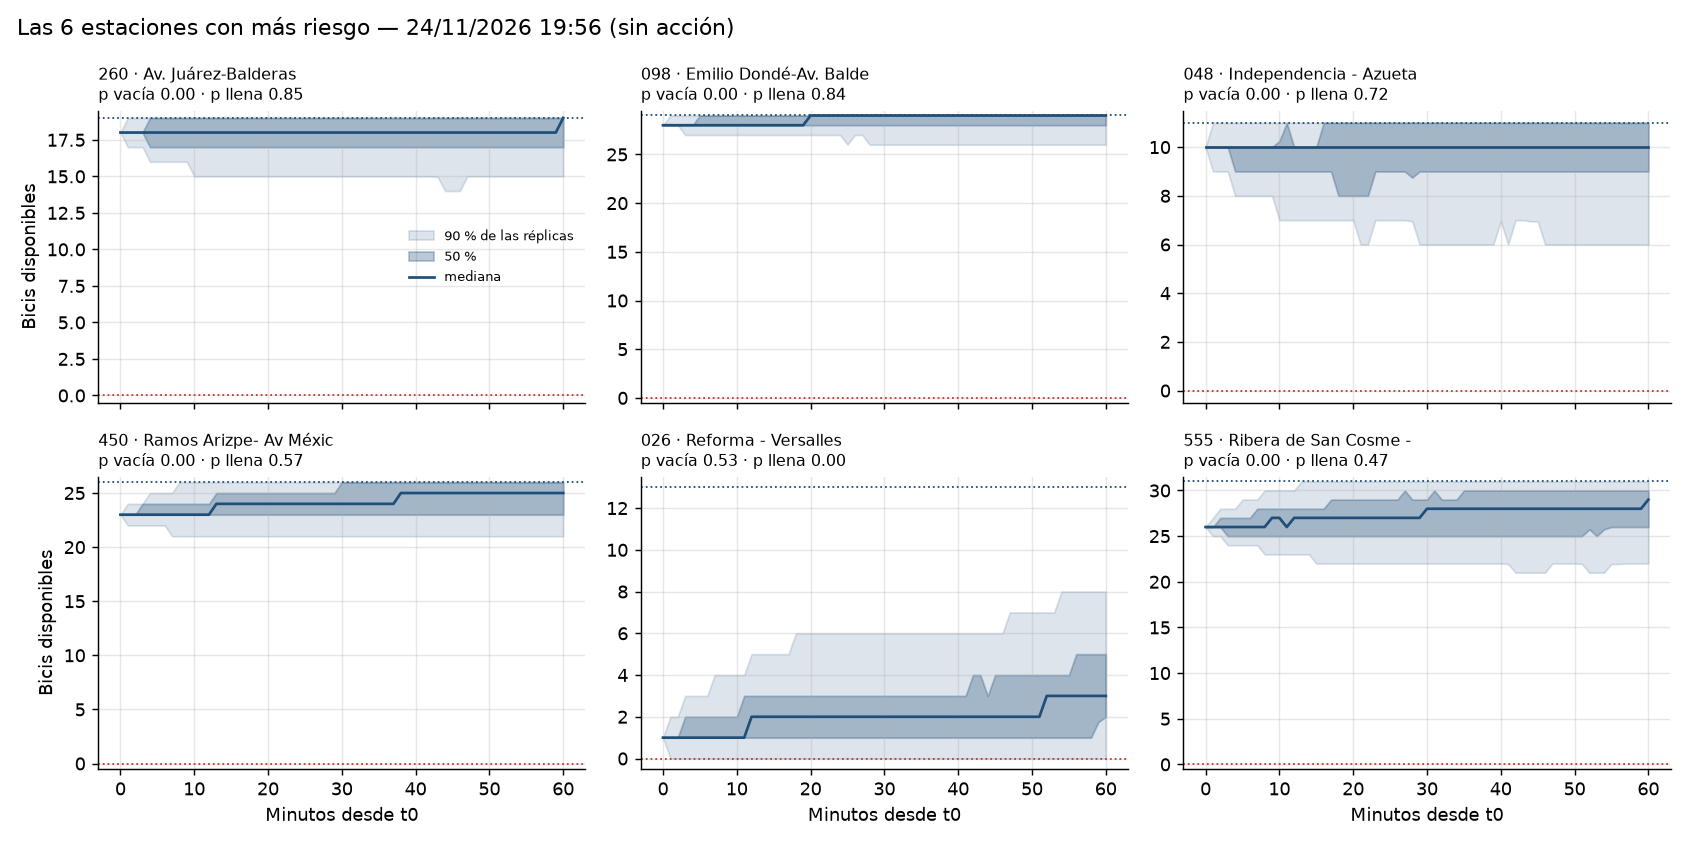 Las 6 estaciones con más riesgo — 24/11/2026 19:56 (sin acción)
260 · Av. Juárez-Balderas
p vacía 0.00 · p llena 0.85
098 · Emilio Dondé-Av. Balde
p vacía 0.00 · p llena 0.84
048 · Independencia - Azueta
p vacía 0.00 · p llena 0.72
Bicis disponibles
17.5
15.0
12.5
10.0
7.5
5.0
2.5
0.0
90 % de las réplicas
50 %
mediana
25
20
15
10
5
0
10
8
6
4
2
0
450 · Ramos Arizpe- Av Méxic
p vacía 0.00 · p llena 0.57
026 · Reforma - Versalles
p vacía 0.53 · p llena 0.00
555 · Ribera de San Cosme -
p vacía 0.00 · p llena 0.47
Bicis disponibles
25
20
15
10
5
0
12
10
8
6
4
2
0
30
25
20
15
10
5
0
0 10 20 30 40 50 60
0 10 20 30 40 50 60
0 10 20 30 40 50 60
Minutos desde t0
Minutos desde t0
Minutos desde t0